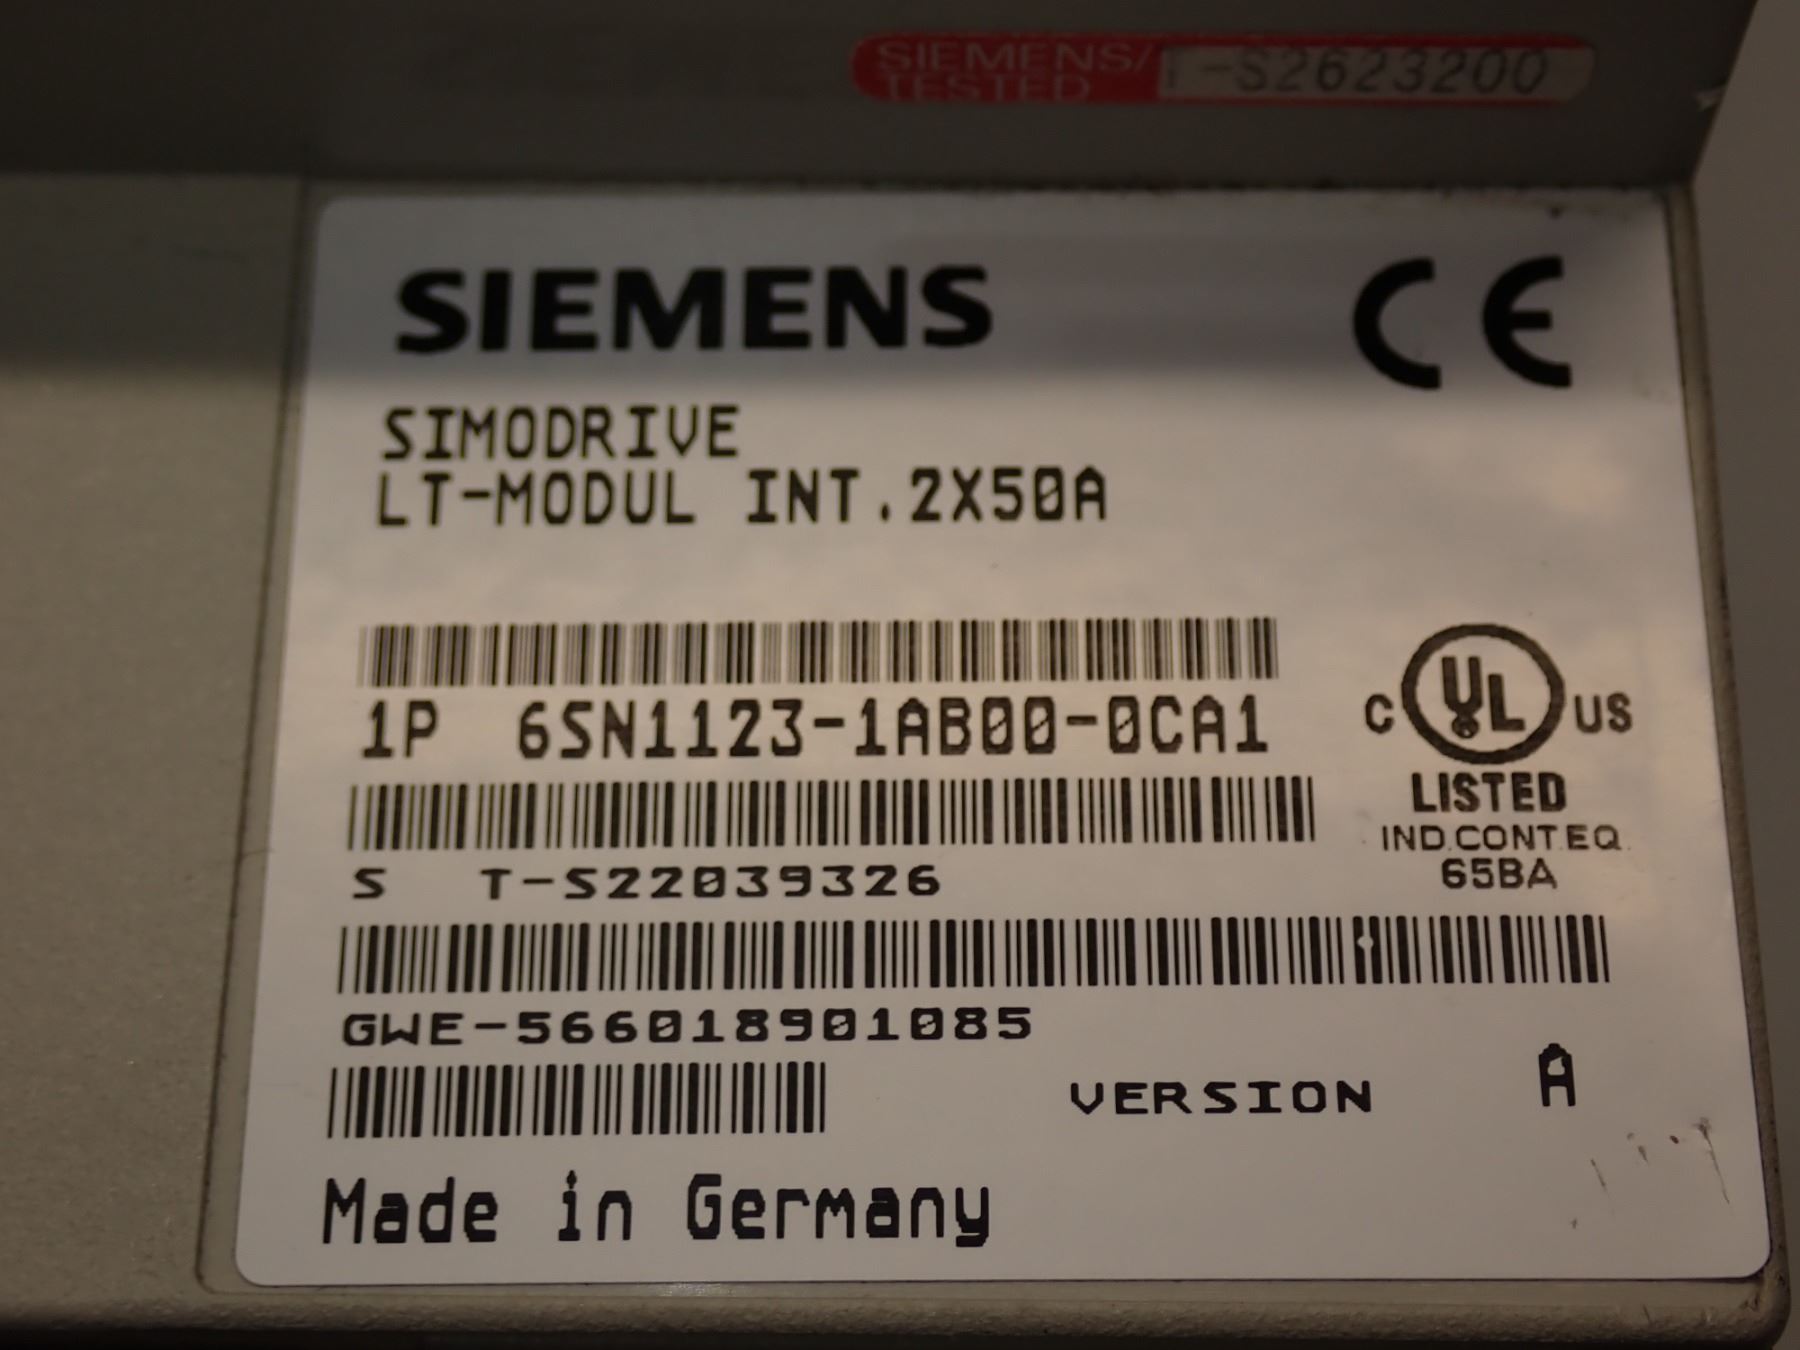 SIEMENS/
TESTED
-S2623200
SIEMENS
CE
SIMODRIVE
LT-MODUL INT.2X50A
1P 6SN1123-1AB00-0CA1
C UL US
LISTED
IND.CONT.EQ.
65BA
S T-S22039326
GWE-566018901085
VERSION A
Made in Germany